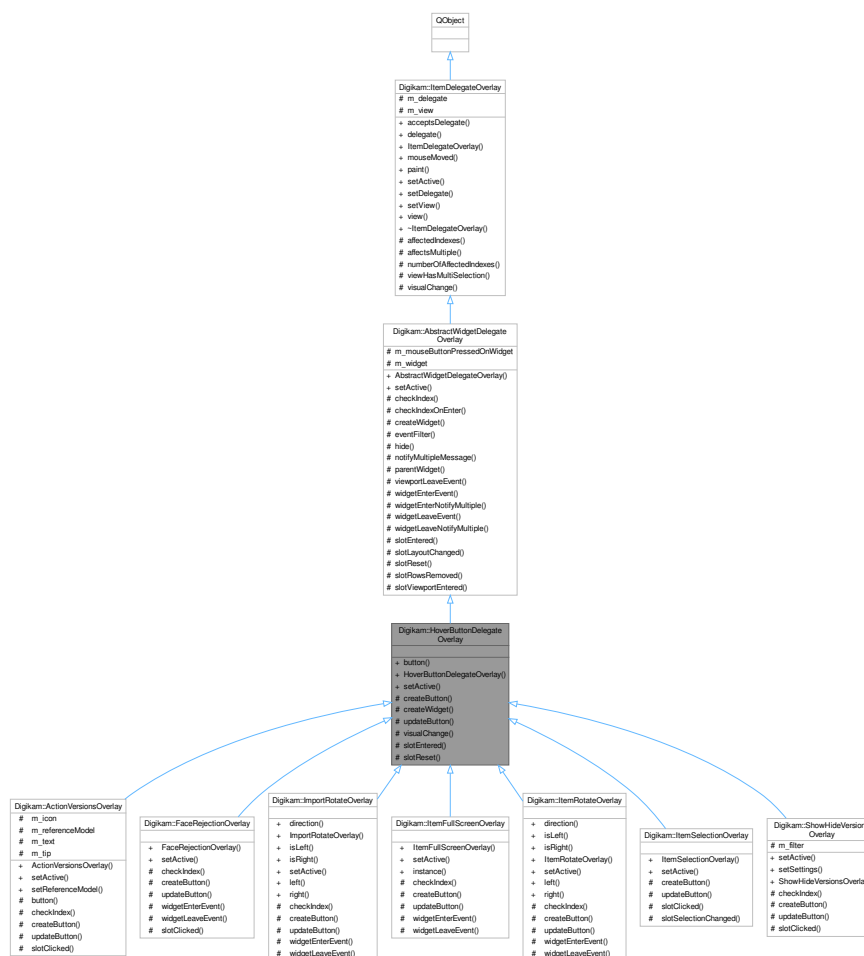 QObject
Digikam::ItemDelegateOverlay
# m_delegate
# m_view
+ acceptsDelegate()
+ delegate()
+ ItemDelegateOverlay()
+ mouseMoved()
+ paint()
+ setActive()
+ setDelegate()
+ setView()
+ view()
+ ~ItemDelegateOverlay()
# affectedIndexes()
# affectsMultiple()
# numberOfAffectedIndexes()
# viewHasMultiSelection()
# visualChange()
Digikam::AbstractWidgetDelegate
Overlay
# m_mouseButtonPressedOnWidget
# m_widget
+ AbstractWidgetDelegateOverlay()
+ setActive()
# checkIndex()
# checkIndexOnEnter()
# createWidget()
# eventFilter()
# hide()
# notifyMultipleMessage()
# parentWidget()
# viewportLeaveEvent()
# widgetEnterEvent()
# widgetEnterNotifyMultiple()
# widgetLeaveEvent()
# widgetLeaveNotifyMultiple()
# slotEntered()
# slotLayoutChanged()
# slotReset()
# slotRowsRemoved()
# slotViewportEntered()
Digikam::HoverButtonDelegate
Overlay
+ button()
+ HoverButtonDelegateOverlay()
+ setActive()
# createButton()
# createWidget()
# updateButton()
# visualChange()
# slotEntered()
# slotReset()
Digikam::ActionVersionsOverlay
# m_icon
# m_referenceModel
# m_text
# m_tip
+ ActionVersionsOverlay()
+ setActive()
+ setReferenceModel()
# button()
# checkIndex()
# createButton()
# updateButton()
# slotClicked()
Digikam::FaceRejectionOverlay
+ FaceRejectionOverlay()
+ setActive()
# checkIndex()
# createButton()
# updateButton()
# widgetEnterEvent()
# widgetLeaveEvent()
# slotClicked()
Digikam::ImportRotateOverlay
+ direction()
+ ImportRotateOverlay()
+ isLeft()
+ isRight()
+ setActive()
+ left()
+ right()
# checkIndex()
# createButton()
# updateButton()
# widgetEnterEvent()
# widgetLeaveEvent()
Digikam::ItemFullScreenOverlay
+ ItemFullScreenOverlay()
+ setActive()
+ instance()
# checkIndex()
# createButton()
# updateButton()
# widgetEnterEvent()
# widgetLeaveEvent()
Digikam::ItemRotateOverlay
+ direction()
+ isLeft()
+ isRight()
+ ItemRotateOverlay()
+ setActive()
+ left()
+ right()
# checkIndex()
# createButton()
# updateButton()
# widgetEnterEvent()
# widgetLeaveEvent()
Digikam::ItemSelectionOverlay
+ ItemSelectionOverlay()
+ setActive()
# createButton()
# updateButton()
# slotClicked()
# slotSelectionChanged()
Digikam::ShowHideVersion
Overlay
# m_filter
+ setActive()
+ setSettings()
+ ShowHideVersionsOverla
# checkIndex()
# createButton()
# updateButton()
# slotClicked()